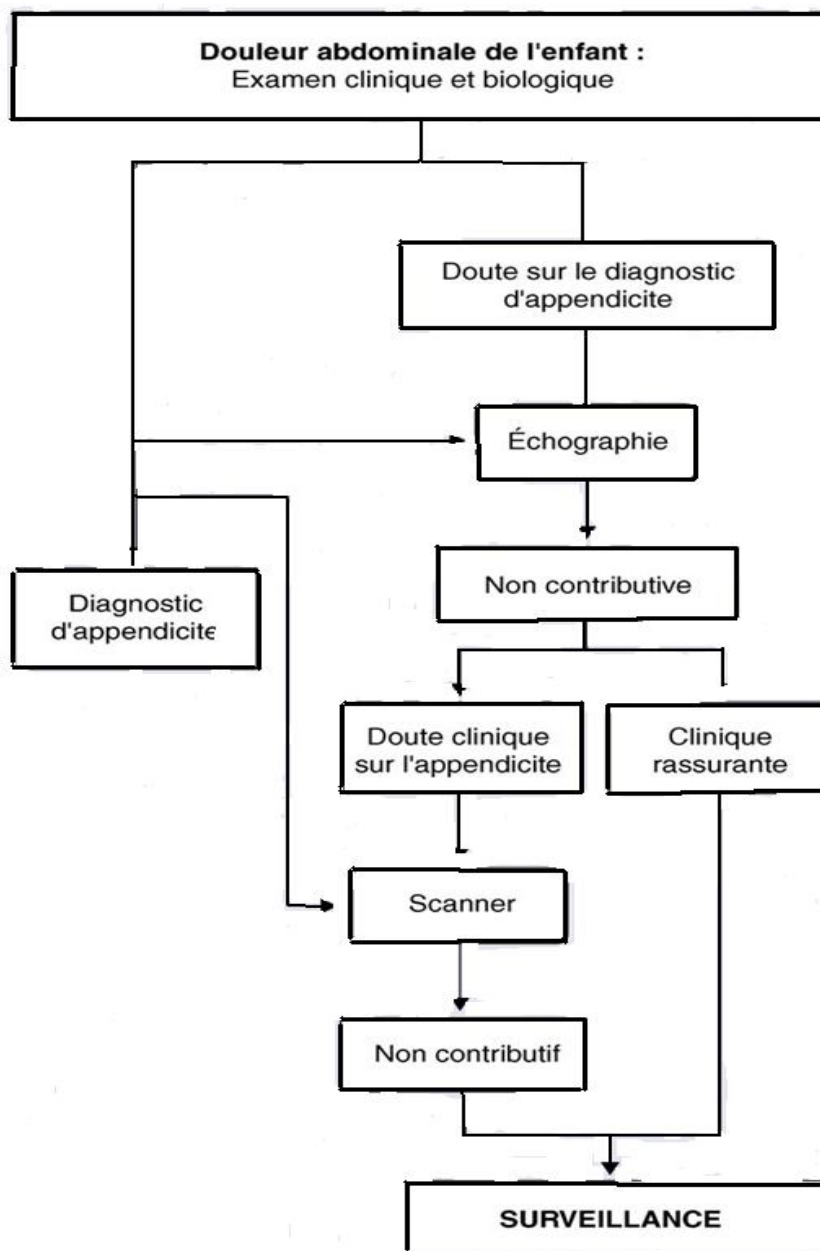 Douleur abdominale de l'enfant :
Examen clinique et biologique
Doute sur le diagnostic
d'appendicite
Échographie
Diagnostic
d'appendicite
Non contributive
Doute clinique
sur l'appendicite
Clinique
rassurante
Scanner
Non contributif
SURVEILLANCE